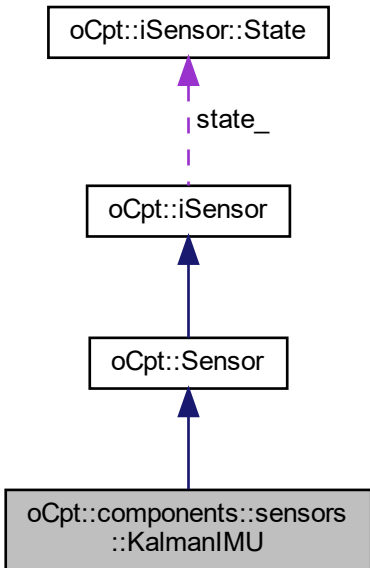 oCpt::iSensor::State
state_
oCpt::iSensor
oCpt::Sensor
oCpt::components::sensors
::KalmanIMU